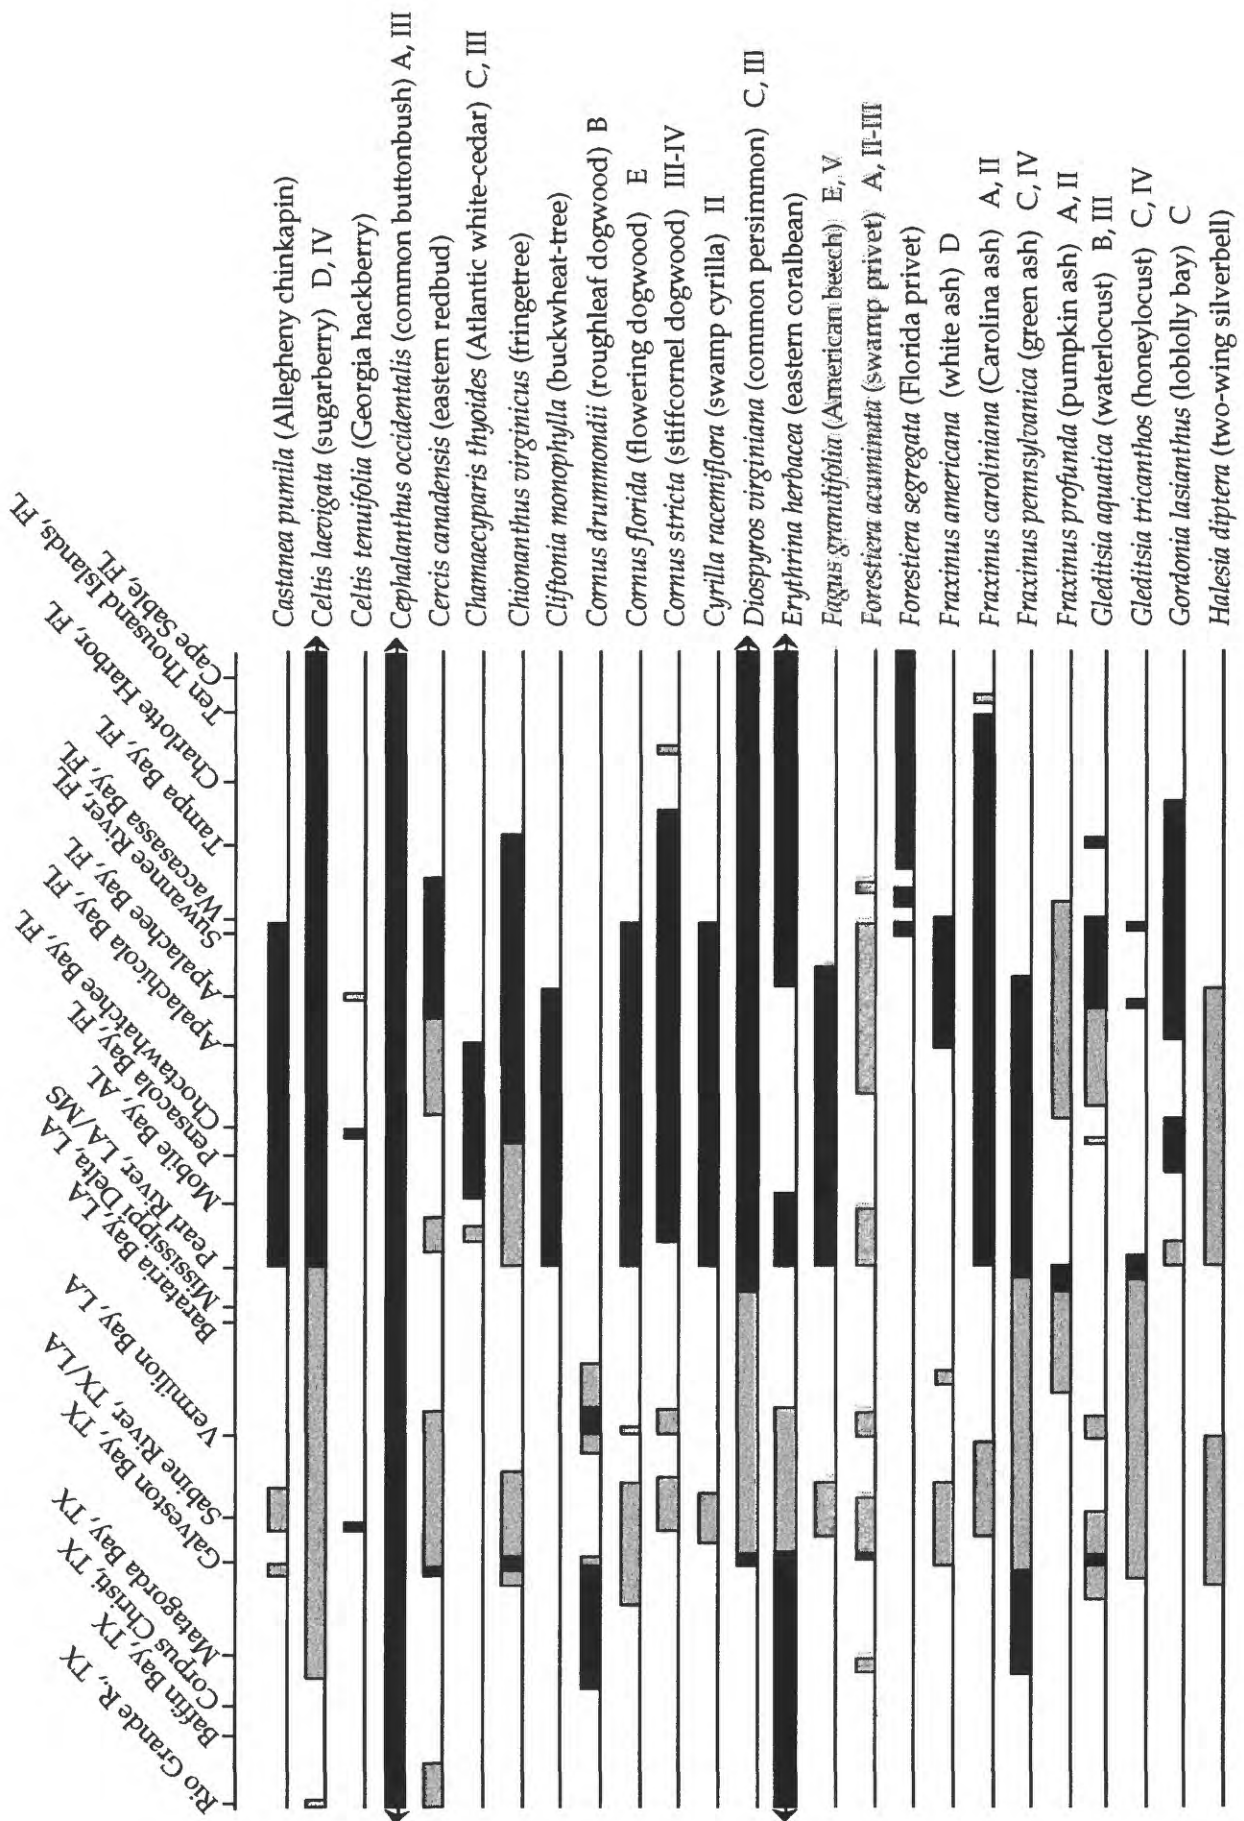 Rio Grande R., TX
Baffin Bay, TX
Corpus Christi, TX
Matagorda Bay, TX
Galveston Bay, TX
Sabine River, TX/LA
Vermilion Bay, LA
Barataria Bay, LA
Mississippi Delta, LA
Pearl River, LA/MS
Mobile Bay, AL
Pensacola Bay, FL
Choctawhatchee Bay, FL
Apalachicola Bay, FL
Apalachee Bay, FL
Suwannee River, FL
Waccasassa Bay, FL
Tampa Bay, FL
Charlotte Harbor, FL
Ten Thousand Islands, FL
Cape Sable, FL
Castanea pumila (Allegheny chinkapin)
Celtis laevigata (sugarberry) D, IV
Celtis tenuifolia (Georgia hackberry)
Cephalanthus occidentalis (common buttonbush) A, III
Cercis canadensis (eastern redbud)
Chamaecyparis thyoides (Atlantic white-cedar) C, III
Chionanthus virginicus (fringetree)
Cliftonia monophylla (buckwheat-tree)
Cornus drummondii (roughleaf dogwood) B
Cornus florida (flowering dogwood) E
Cornus stricta (stiffcornel dogwood) III-IV
Cyrilla racemiflora (swamp cyrilla) II
Diospyros virginiana (common persimmon) C, III
Erythrina herbacea (eastern coralbean)
Fagus grandifolia (American beech) E, V
Forestiera acuminata (swamp privet) A, II-III
Forestiera segregata (Florida privet)
Fraximus americana (white ash) D
Fraximus caroliniana (Carolina ash) A, II
Fraximus pennsylvanica (green ash) C, IV
Fraximus profunda (pumpkin ash) A, II
Gleditsia aquatica (waterlocust) B, III
Gleditsia tricanthos (honeylocust) C, IV
Gordonia lasianthus (loblolly bay) C
Halesia diptera (two-wing silverbell)